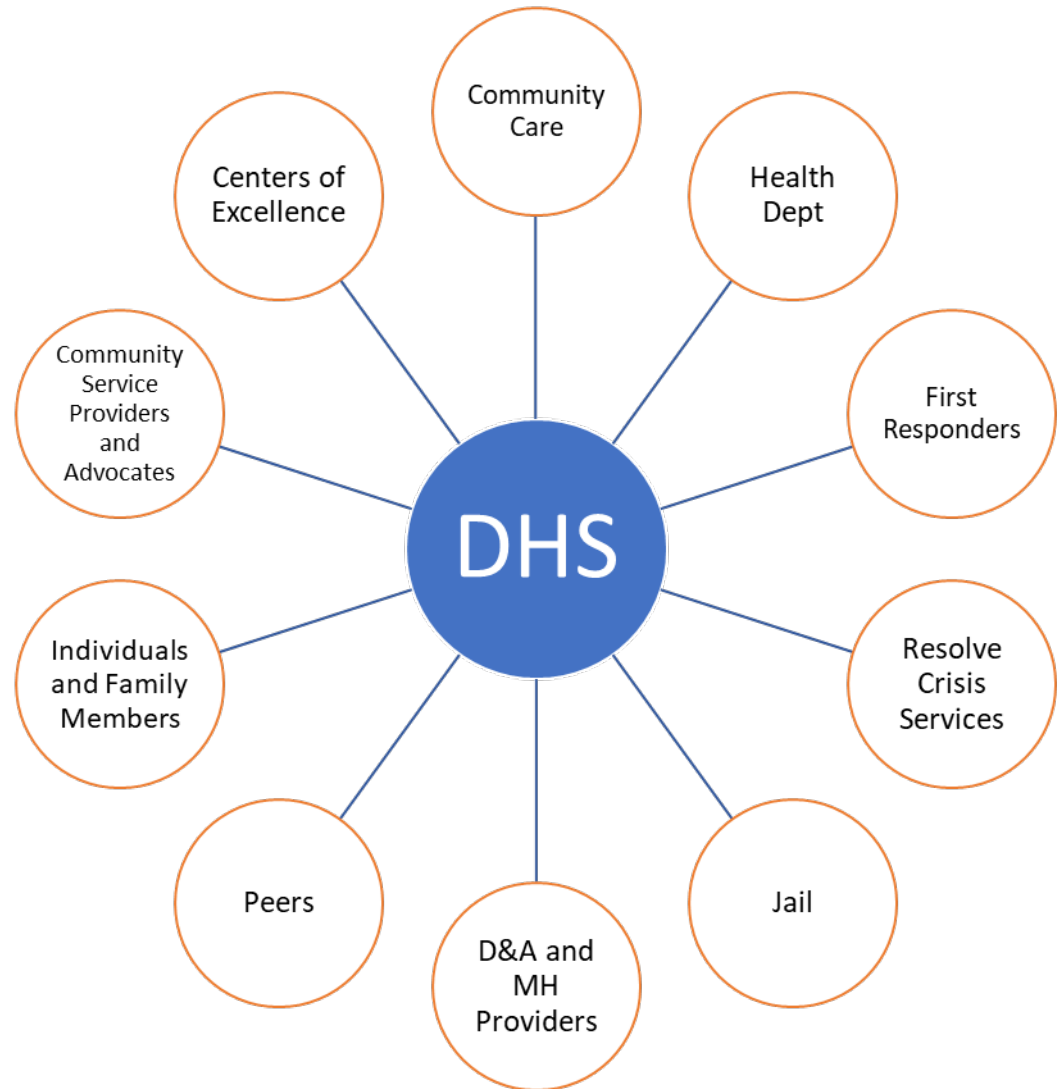 Community
Care
Health
Dept
First
Responders
Resolve
Crisis
Services
Jail
D&A and
MH
Providers
Peers
Individuals
and Family
Members
Community
Service
Providers
and
Advocates
Centers of
Excellence
DHS